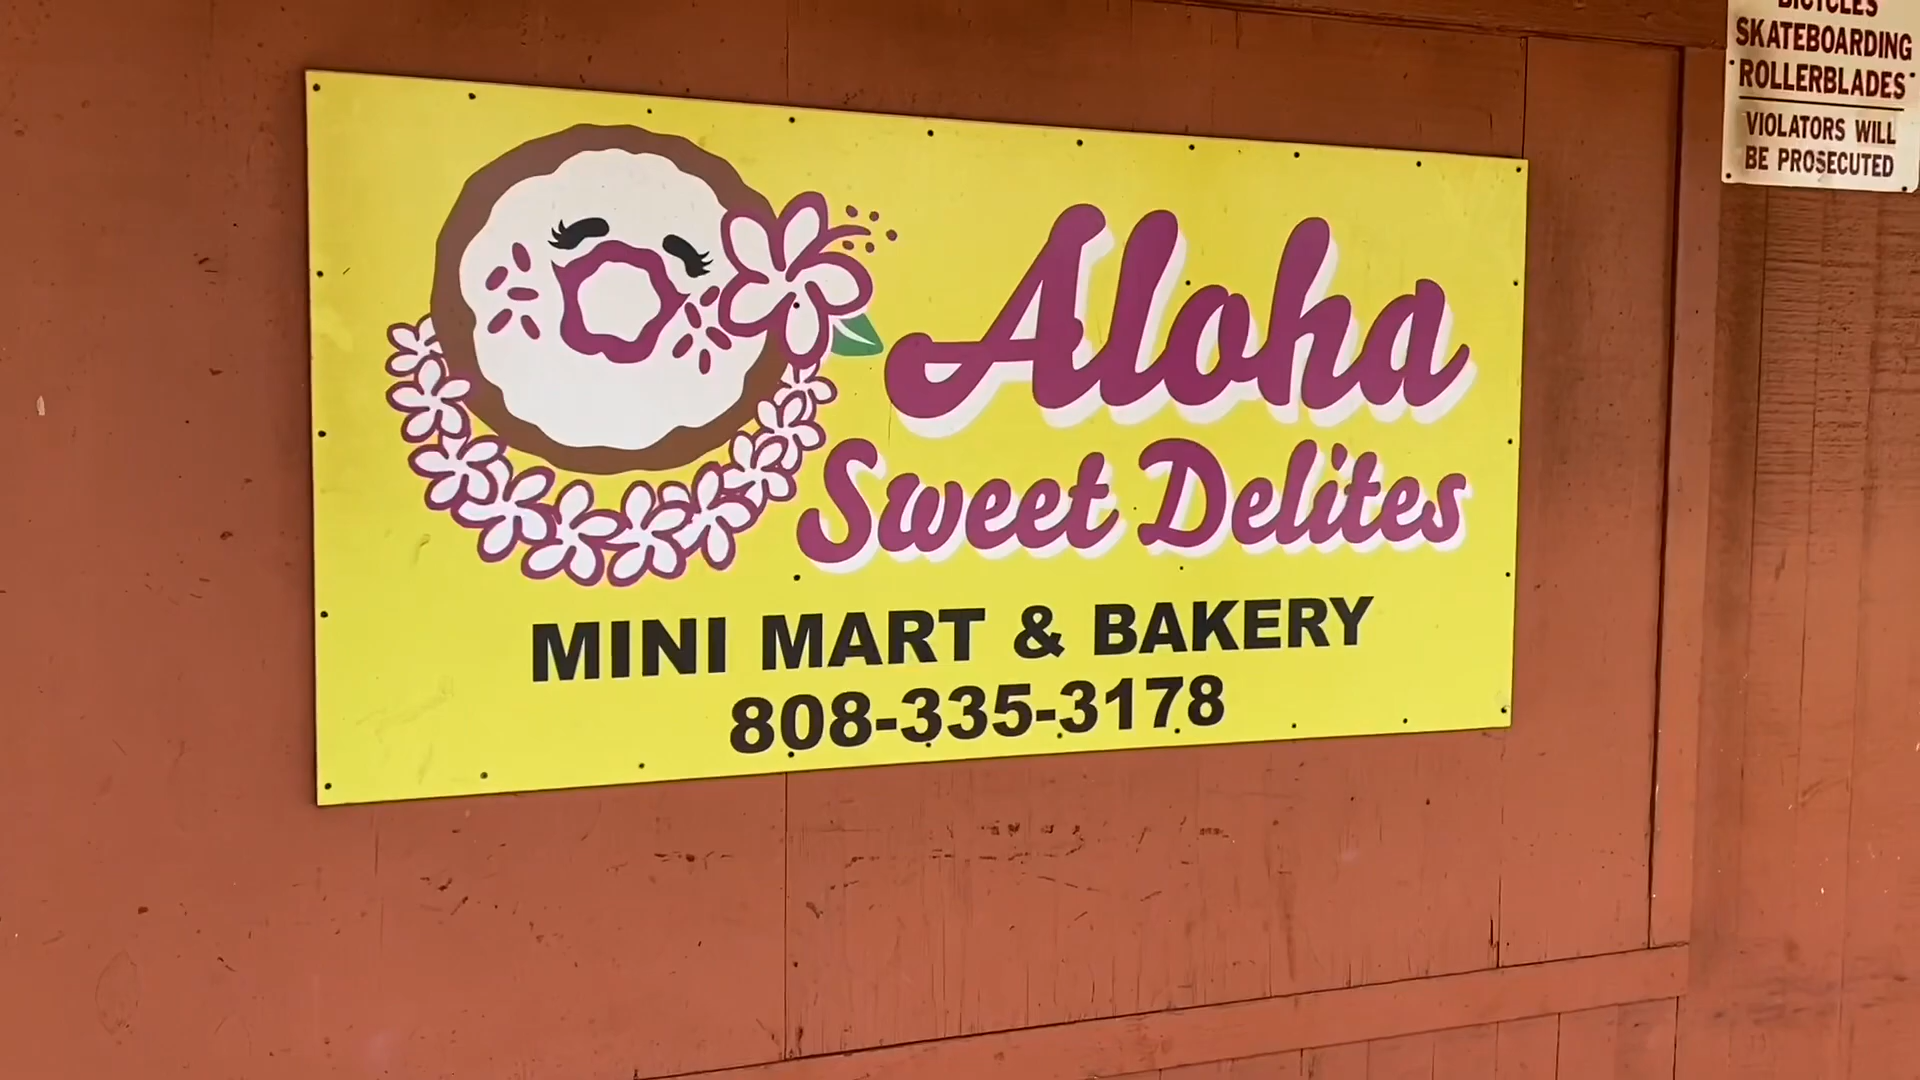 Aloha
Sweet Delites
MINI MART & BAKERY
808-335-3178
BICYCLES
SKATEBOARDING
ROLLERBLADES
VIOLATORS WILL
BE PROSECUTED